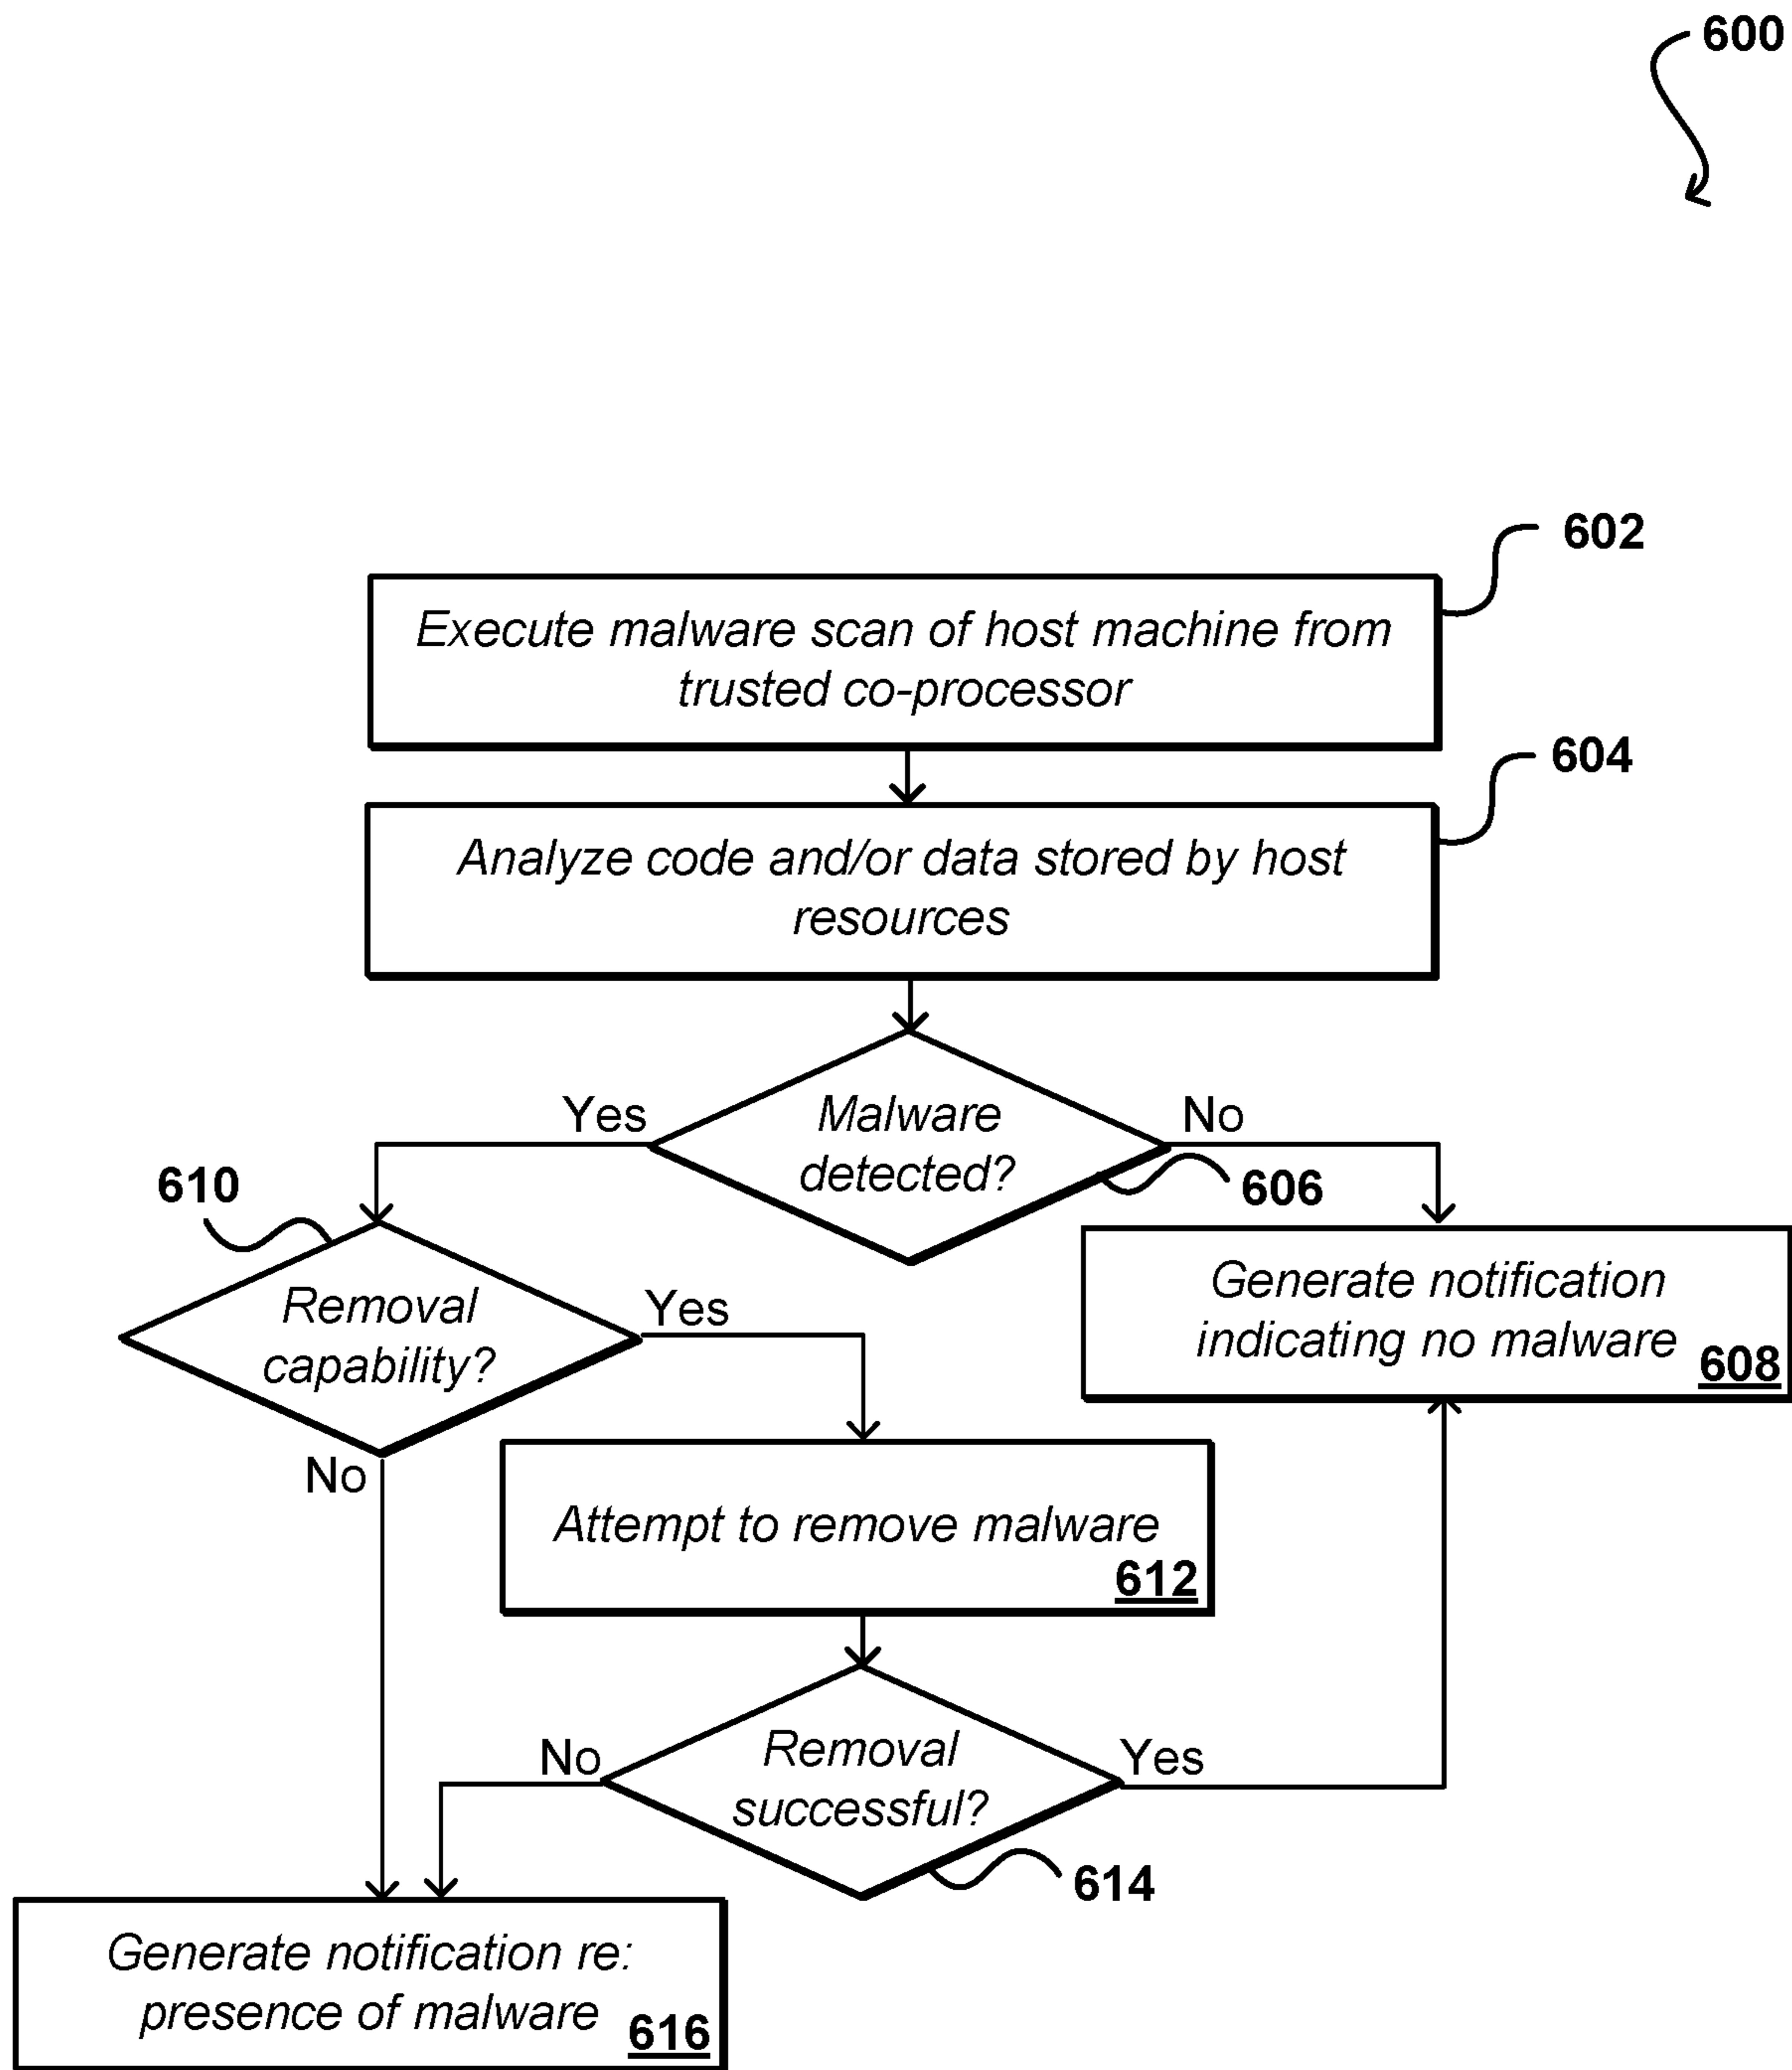 600
602
Execute malware scan of host machine from
trusted co-processor
604
Analyze code and/or data stored by host
resources
Yes
Malware
detected?
No
606
610
Removal
capability?
Yes
No
Generate notification
indicating no malware
608
Attempt to remove malware
612
No
Removal
successful?
Yes
614
Generate notification re:
presence of malware
616